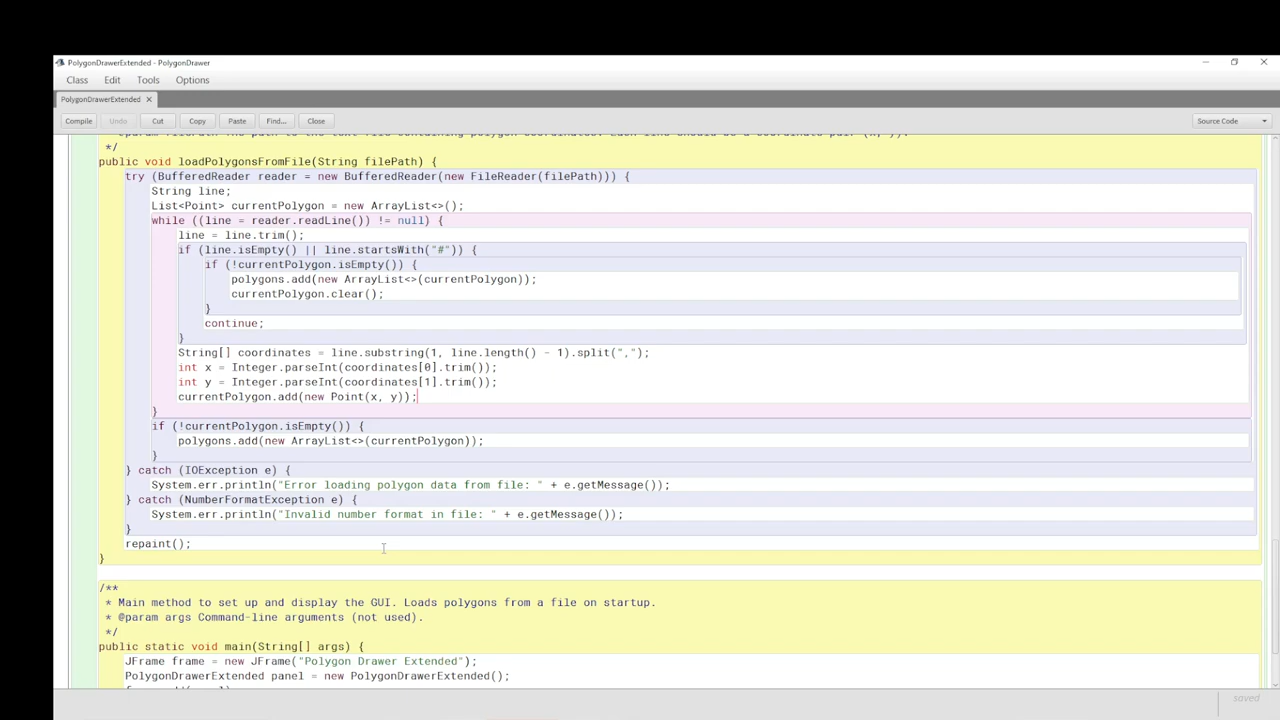 PolygonDrawerExtended - PolygonDrawer
Class Edit Tools Options
PolygonDrawerExtended ×
Compile Undo Cut Copy Paste Find... Close Source Code
*/
public void loadPolygonsFromFile(String filePath) {
try (BufferedReader reader = new BufferedReader(new FileReader(filePath))) {
String line;
List<Point> currentPolygon = new ArrayList<>();
while ((line = reader.readLine()) != null) {
line = line.trim();
if (line.isEmpty() || line.startsWith("#")) {
if (!currentPolygon.isEmpty()) {
polygons.add(new ArrayList<>(currentPolygon));
currentPolygon.clear();
}
continue;
}
String[] coordinates = line.substring(1, line.length() - 1).split(",");
int x = Integer.parseInt(coordinates[0].trim());
int y = Integer.parseInt(coordinates[1].trim());
currentPolygon.add(new Point(x, y));
}
if (!currentPolygon.isEmpty()) {
polygons.add(new ArrayList<>(currentPolygon));
}
} catch (IOException e) {
System.err.println("Error loading polygon data from file: " + e.getMessage());
} catch (NumberFormatException e) {
System.err.println("Invalid number format in file: " + e.getMessage());
}
repaint();
}
/**
* Main method to set up and display the GUI. Loads polygons from a file on startup.
* @param args Command-line arguments (not used).
*/
public static void main(String[] args) {
JFrame frame = new JFrame("Polygon Drawer Extended");
PolygonDrawerExtended panel = new PolygonDrawerExtended();
saved